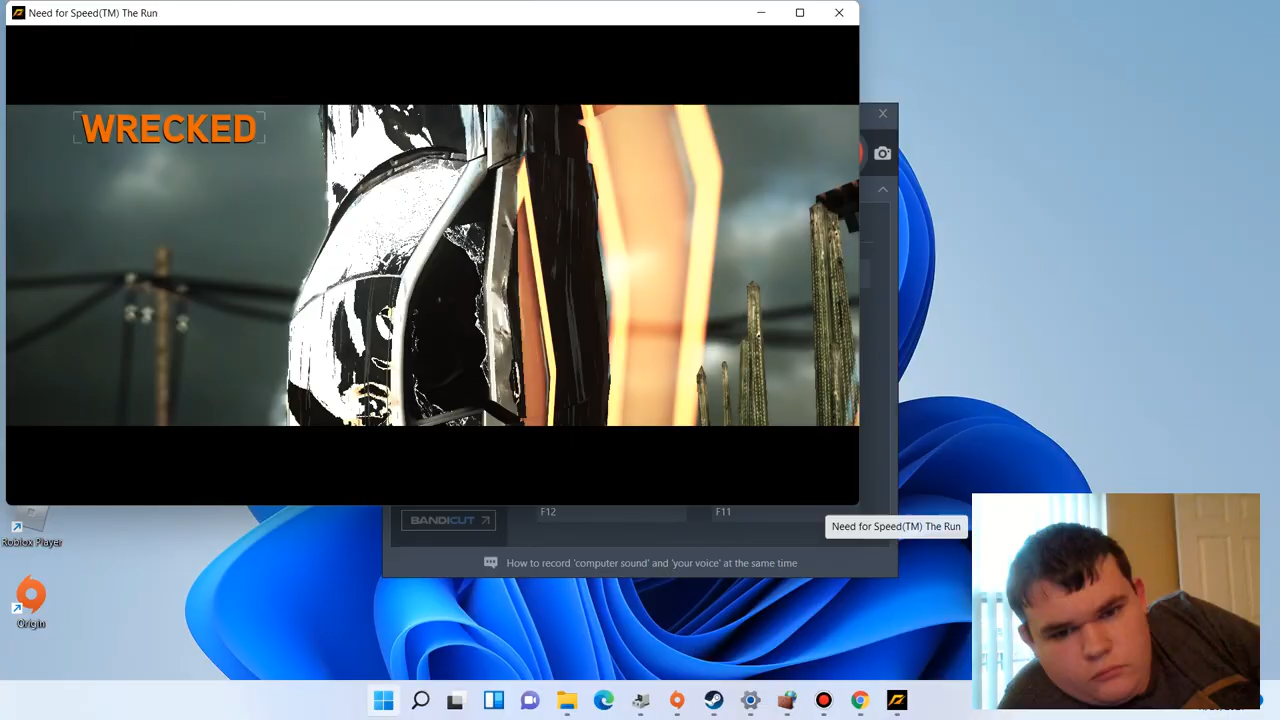 Need for Speed(TM) The Run
WRECKED
F12
F11
BANDICUT
Need for Speed(TM) The Run
How to record 'computer sound' and 'your voice' at the same time
Roblox Player
Origin